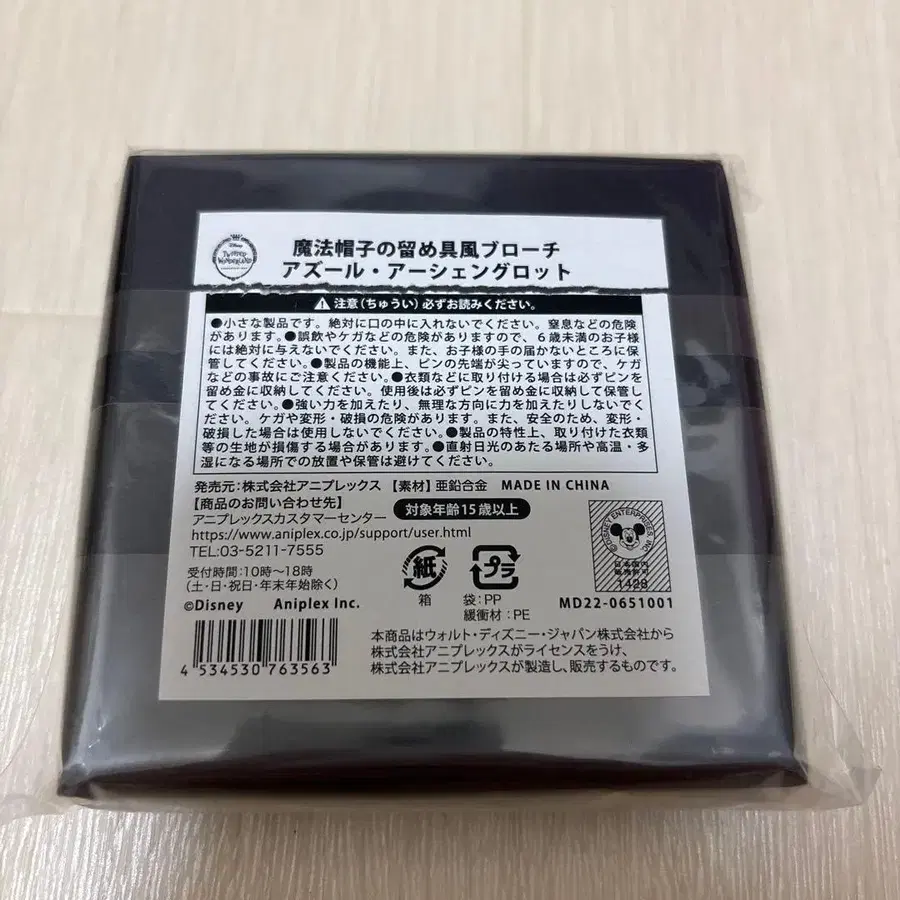 Disney
TWISTED
WONDERLAND
魔法帽子の留め具風ブローチ
アズール・アーシェングロット
注意(ちゅうい)必ずお読みください。
●小さな製品です。絶対に口の中に入れないでください。窒息などの危険
があります。●誤飲やケガなどの危険がありますので、6歳未満のお子様
には絶対に与えないでください。また、お子様の手の届かないところに保
管してください。●製品の機能上、ピンの先端が尖っていますので、ケガ
などの事故にご注意ください。●衣類などに取り付ける場合は必ずピンを
留め金に収納してください。使用後は必ずピンを留め金に収納して保管し
てください。●強い力を加えたり、無理な方向に力を加えたりしないでく
ださい。ケガや変形・破損の危険があります。また、安全のため、変形・
破損した場合は使用しないでください。●製品の特性上、取り付けた衣類
等の生地が損傷する場合があります。●直射日光のあたる場所や高温・多
湿になる場所での放置や保管は避けてください。
発売元:株式会社アニプレックス 【素材】亜鉛合金 MADE IN CHINA
【商品のお問い合わせ先】
アニプレックスカスタマーセンター
対象年齢15歳以上
https://www.aniplex.co.jp/support/user.html
TEL:03-5211-7555
受付時間:10時〜18時
(土・日・祝日・年末年始除く)
©Disney Aniplex Inc.
紙
箱
プラ
袋:PP
緩衝材:PE
©DISNEY ENTERPRISES, INC.
日本国内
販売許可
1428
MD22-0651001
4 534530 763563
本商品はウォルト・ディズニー・ジャパン株式会社から
株式会社アニプレックスがライセンスをうけ、
株式会社アニプレックスが製造し、販売するものです。